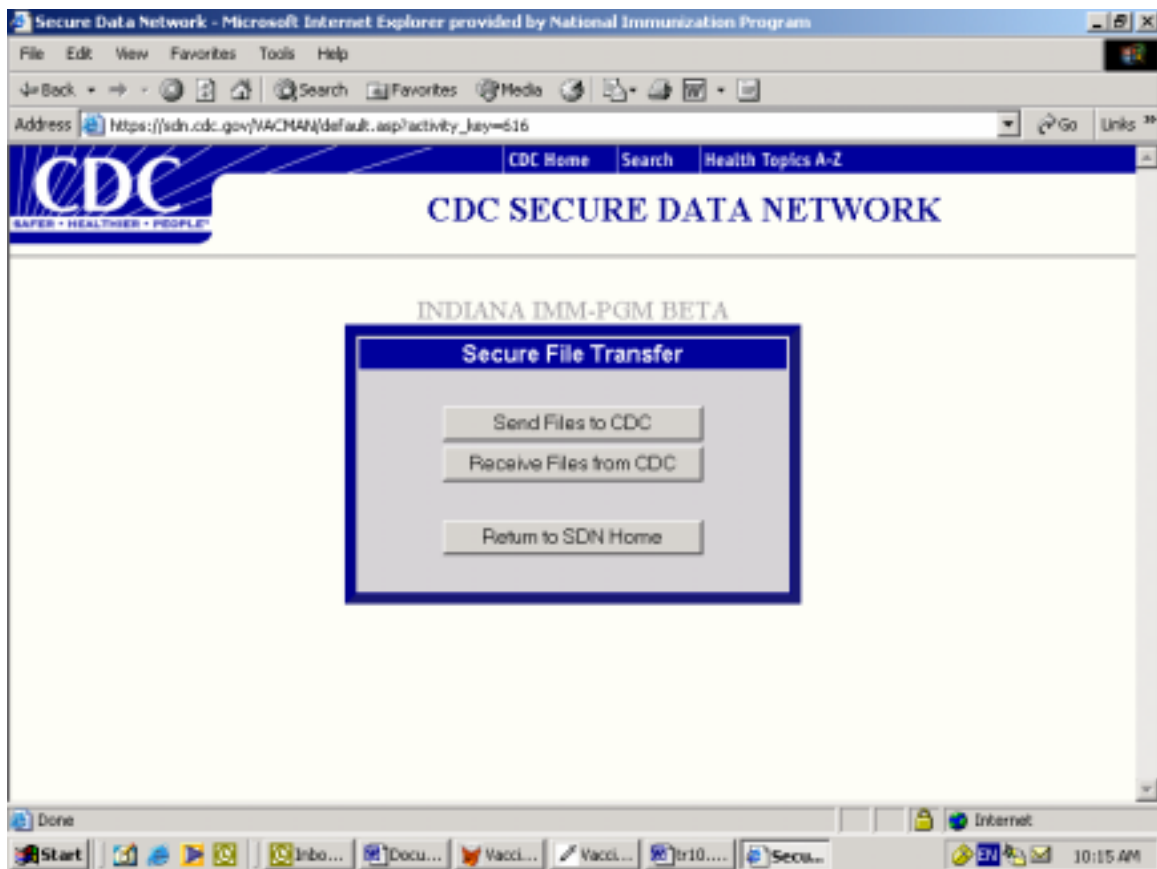 Secure Data Network - Microsoft Internet Explorer provided by National Immunization Program
File Edit View Favorites Tools Help
Back Search Favorites Media
Address https://sdn.cdc.gov/VACMAN/default.asp?activity_key=616 Go Links »
CDC Home Search Health Topics A-Z
CDC
SAFER • HEALTHIER • PEOPLE™
CDC SECURE DATA NETWORK
INDIANA IMM-PGM BETA
Secure File Transfer
Send Files to CDC
Receive Files from CDC
Return to SDN Home
Done Internet
Start Inbo... Docu... Vacci... Vacci... tr10.... Secu... EN 10:15 AM